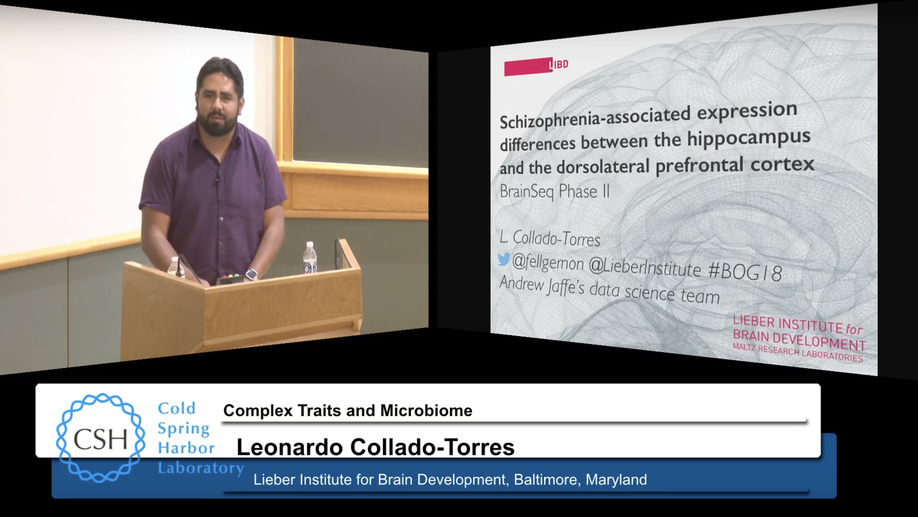 LIBD
Schizophrenia-associated expression
differences between the hippocampus
and the dorsolateral prefrontal cortex
BrainSeq Phase II
L. Collado-Torres
@fellgernon @LieberInstitute #BOG18
Andrew Jaffe's data science team
LIEBER INSTITUTE for
BRAIN DEVELOPMENT
MALTZ RESEARCH LABORATORIES
CSH
Cold
Spring
Harbor
Laboratory
Complex Traits and Microbiome
Leonardo Collado-Torres
Lieber Institute for Brain Development, Baltimore, Maryland